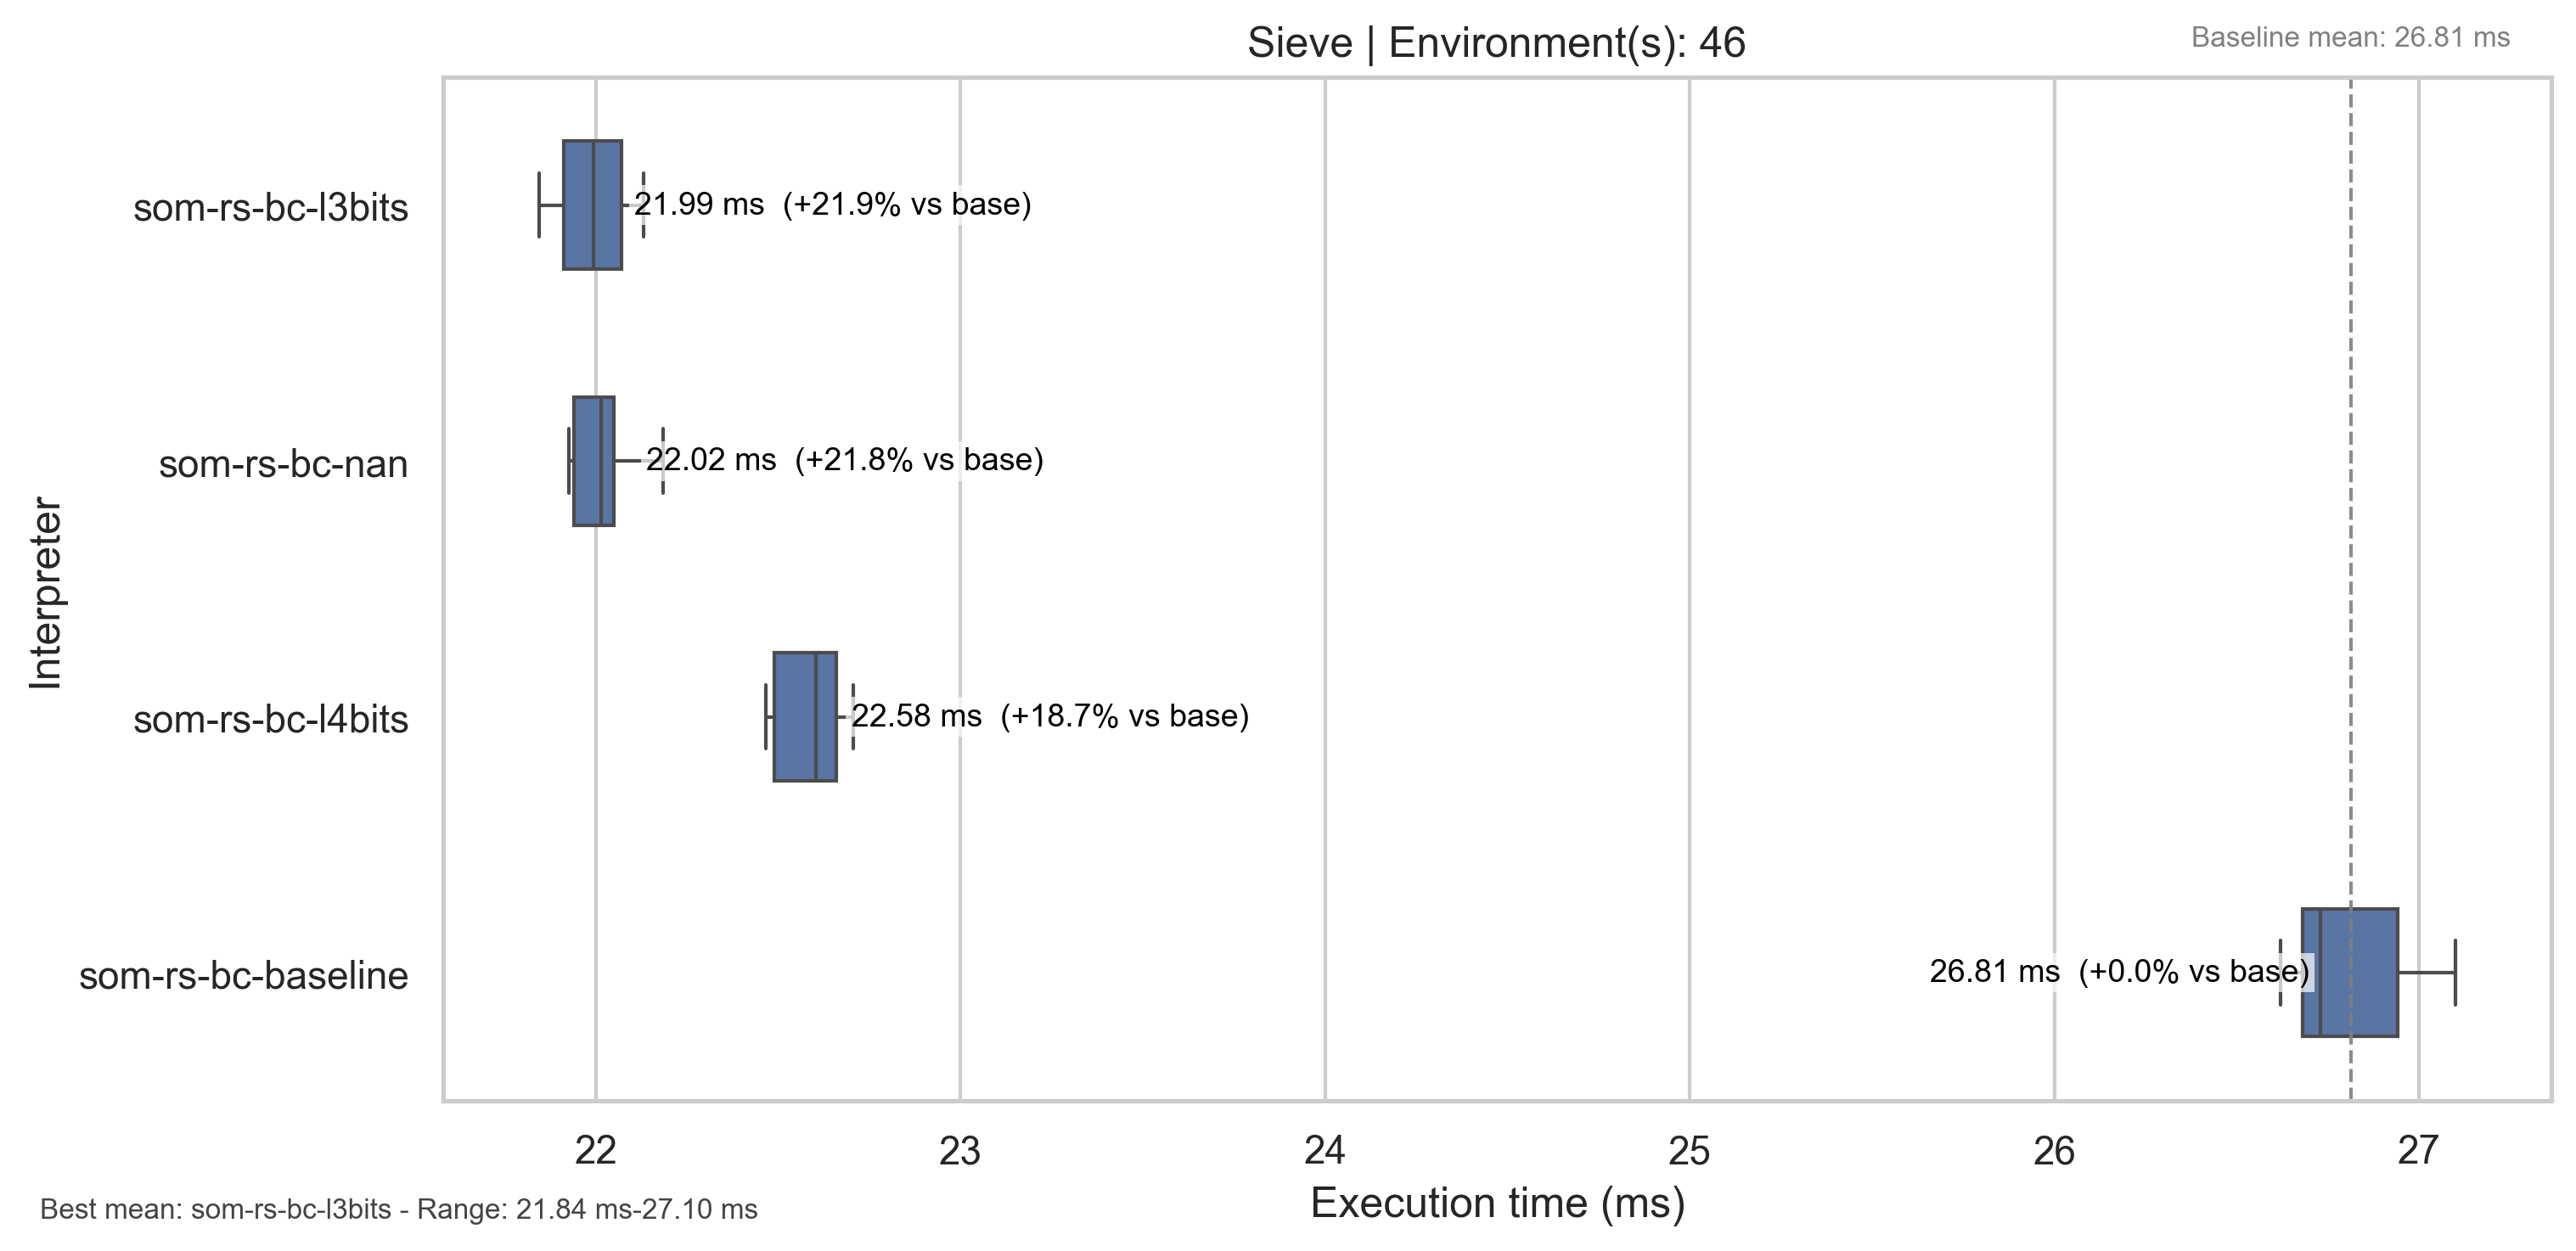 Sieve | Environment(s): 46
Baseline mean: 26.81 ms
Interpreter
som-rs-bc-l3bits
21.99 ms  (+21.9% vs base)
som-rs-bc-nan
22.02 ms  (+21.8% vs base)
som-rs-bc-l4bits
22.58 ms  (+18.7% vs base)
som-rs-bc-baseline
26.81 ms  (+0.0% vs base)
22 23 24 25 26 27
Execution time (ms)
Best mean: som-rs-bc-l3bits - Range: 21.84 ms-27.10 ms